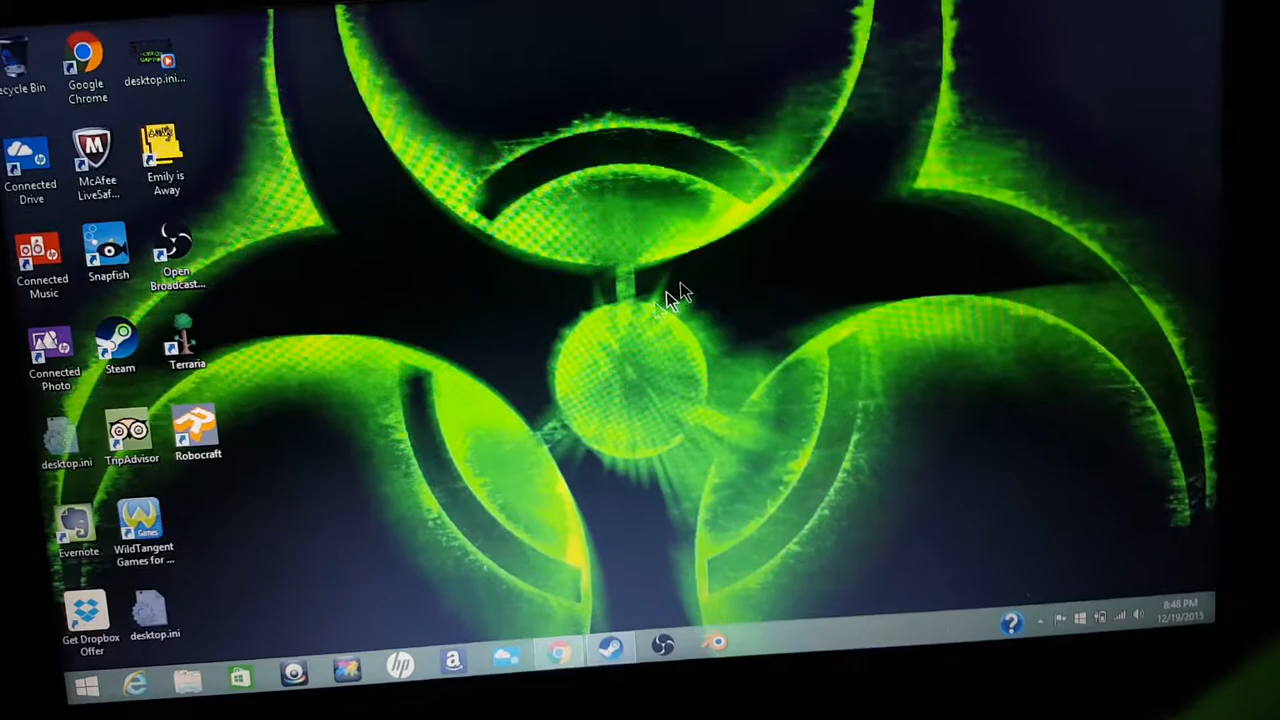 ecycle Bin
Google
Chrome
desktop.ini...
Connected
Drive
McAfee
LiveSaf...
Emily is
Away
Connected
Music
Snapfish
Open
Broadcast...
Connected
Photo
Steam
Terraria
desktop.ini
TripAdvisor
Robocraft
Evernote
Games
WildTangent
Games for ...
Get Dropbox
Offer
desktop.ini
hp
a
?
8:48 PM
12/19/2015